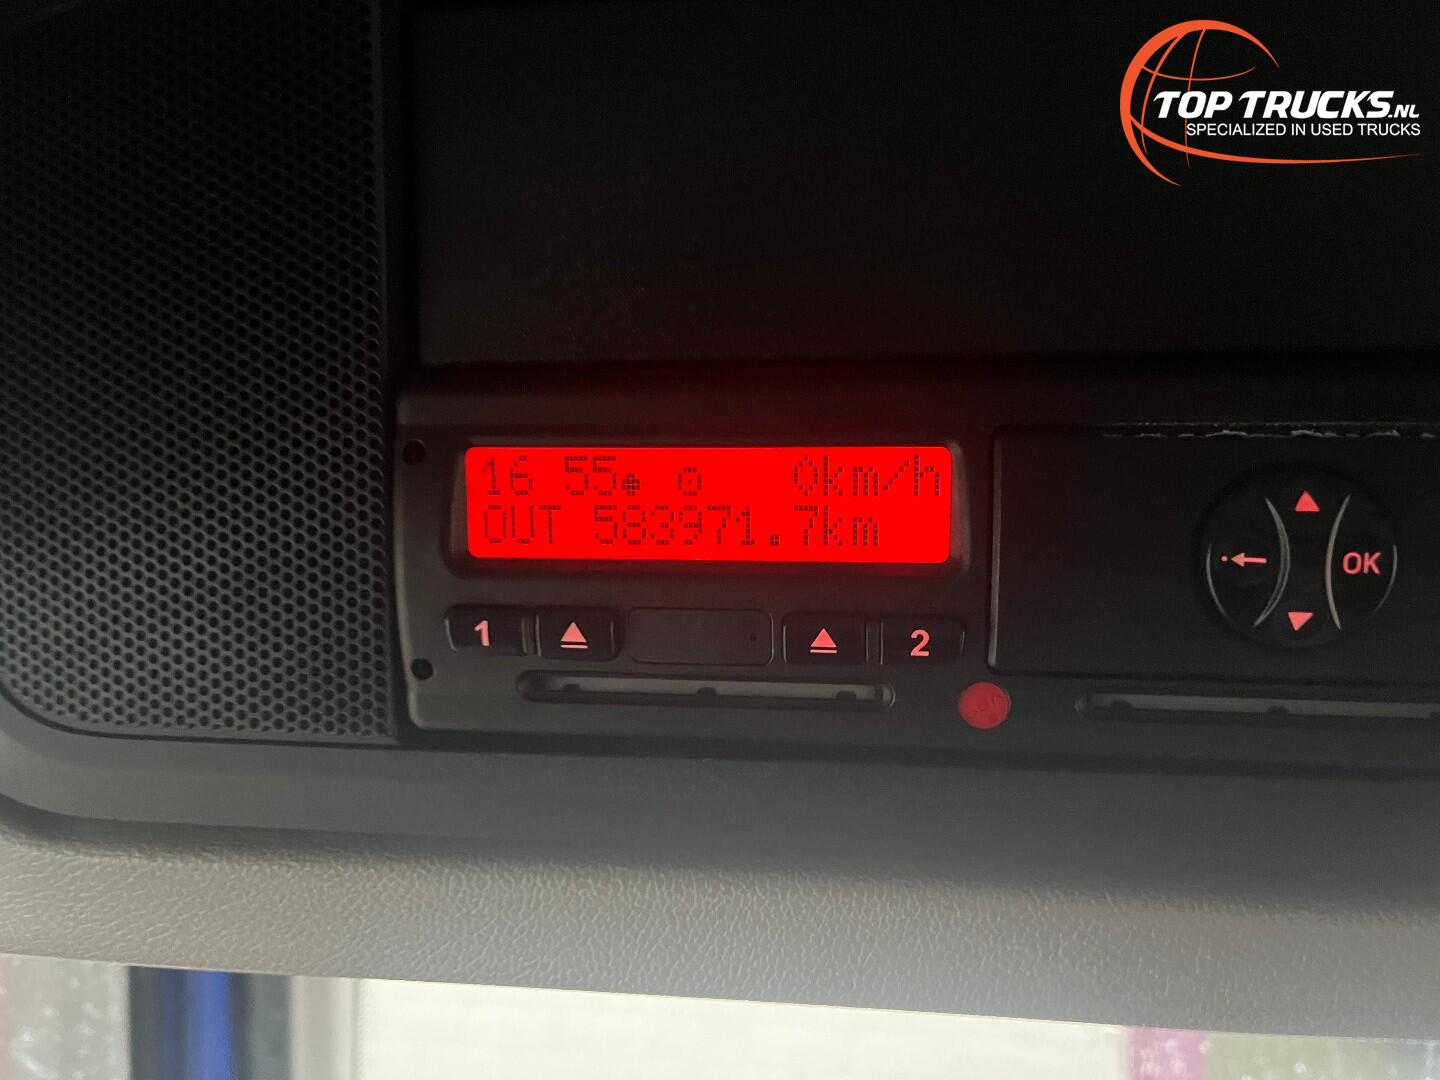 TOP TRUCKS.NL
SPECIALIZED IN USED TRUCKS
16 55 0km/h
OUT 583971.7km
1 2
OK